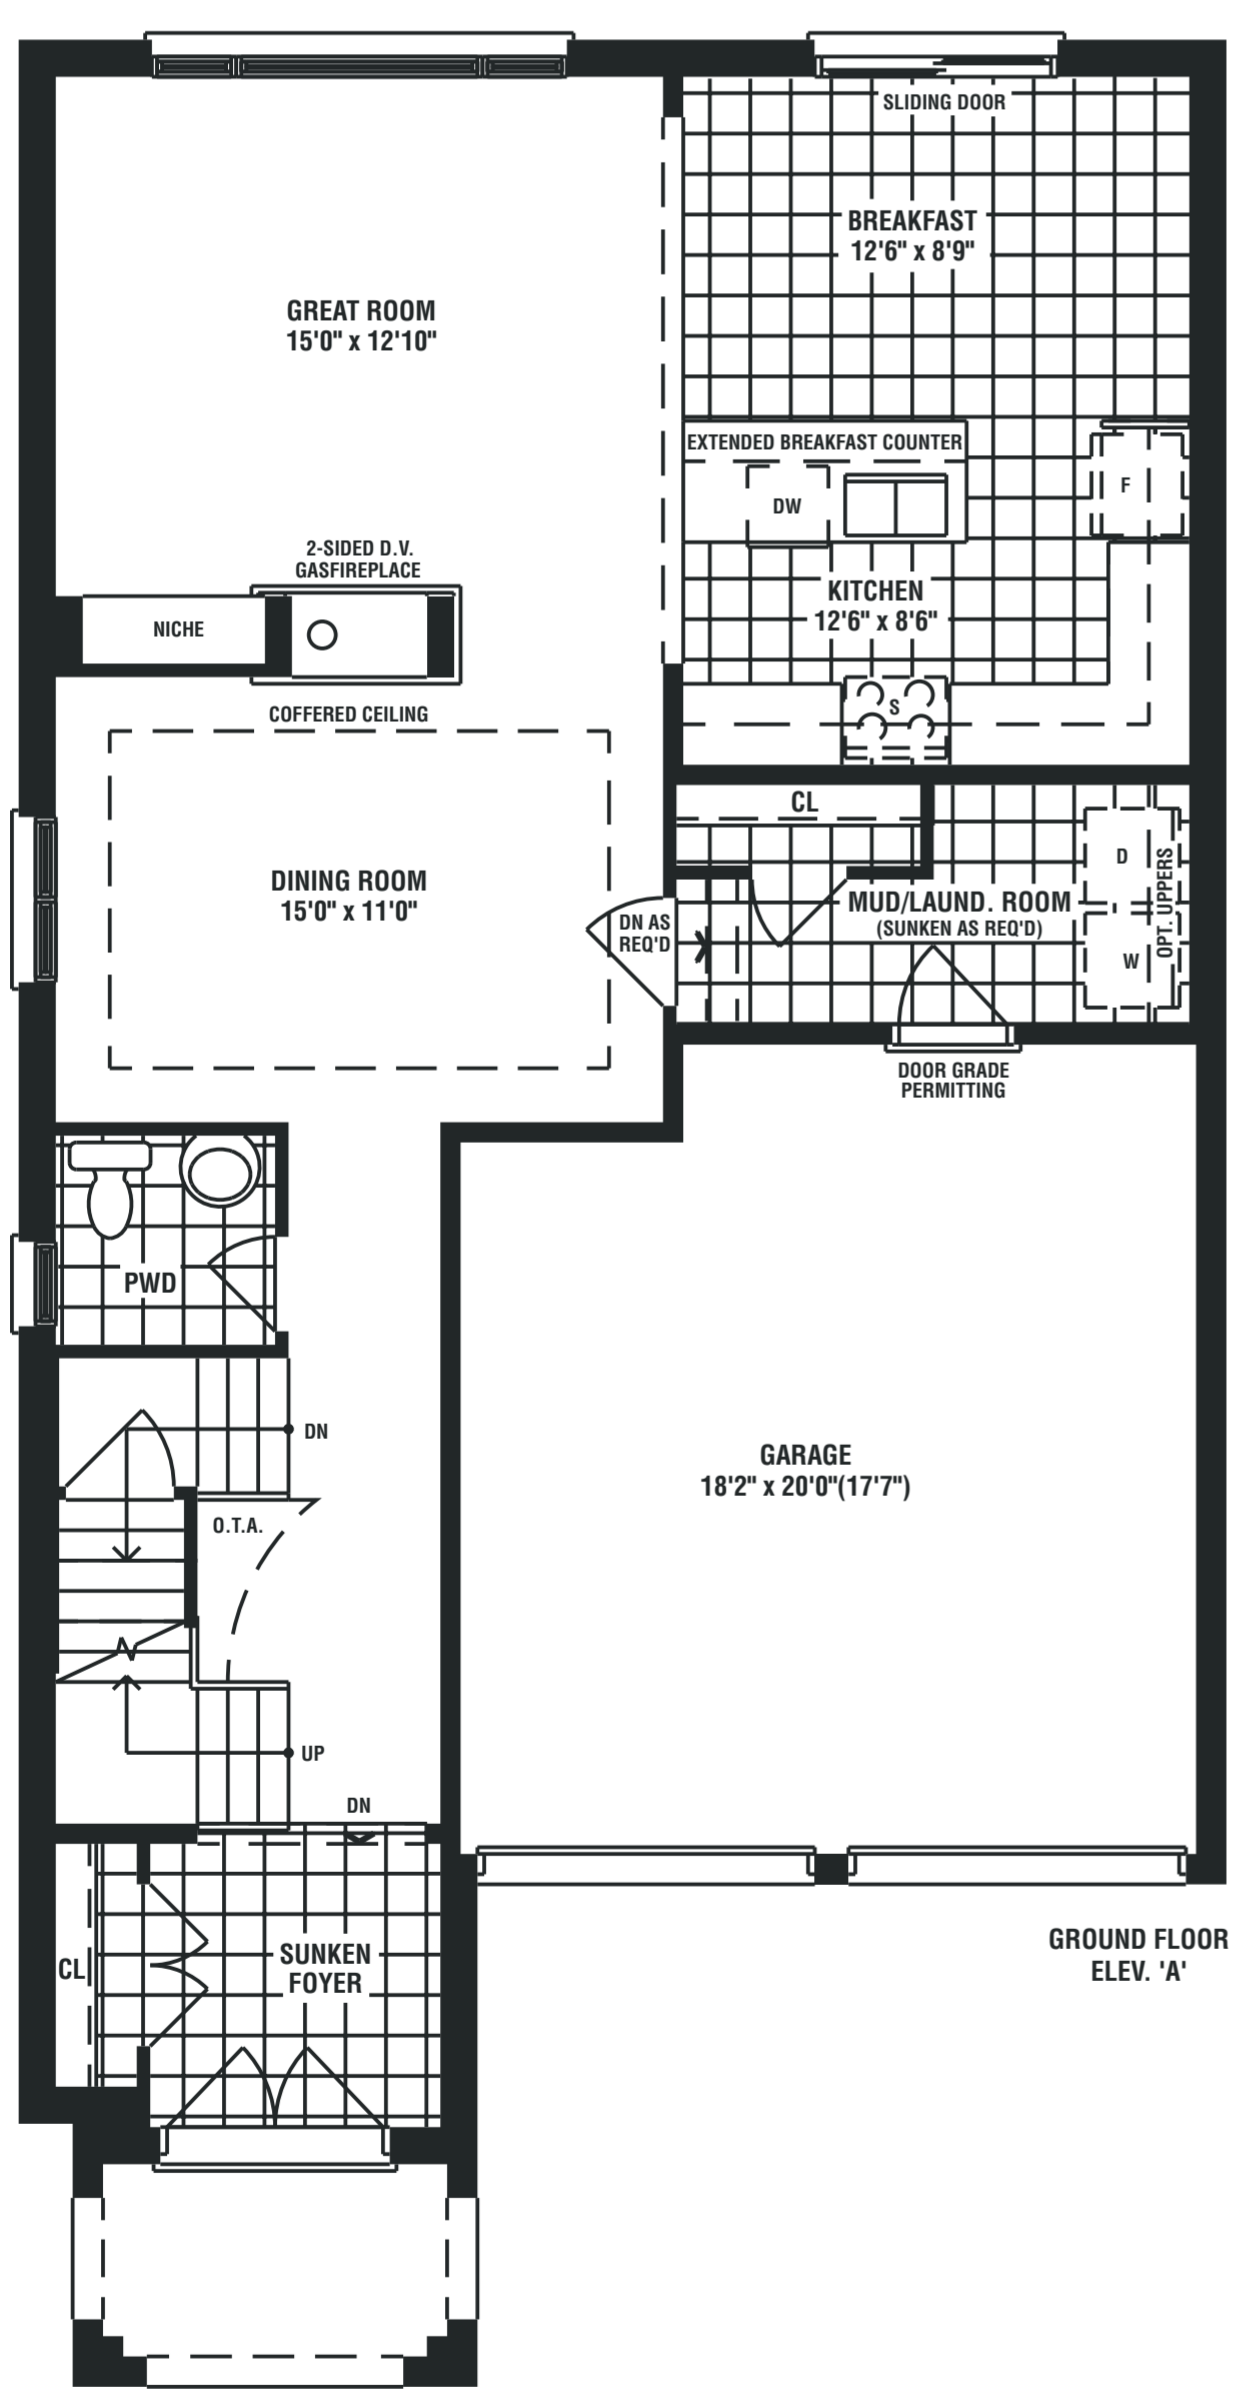 SLIDING DOOR
BREAKFAST
12'6" x 8'9"
GREAT ROOM
15'0" x 12'10"
EXTENDED BREAKFAST COUNTER
DW
F
2-SIDED D.V.
GASFIREPLACE
NICHE
KITCHEN
12'6" x 8'6"
S
COFFERED CEILING
CL
DINING ROOM
15'0" x 11'0"
DN AS
REQ'D
MUD/LAUND. ROOM
(SUNKEN AS REQ'D)
D
W
OPT. UPPERS
DOOR GRADE
PERMITTING
PWD
DN
O.T.A.
GARAGE
18'2" x 20'0"(17'7")
UP
DN
CL
SUNKEN
FOYER
GROUND FLOOR
ELEV. 'A'